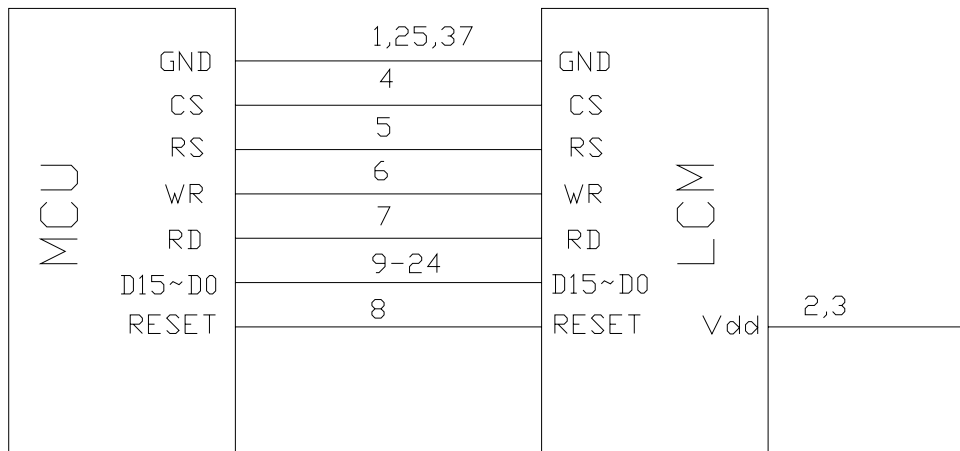 1,25,37
GND GND
4
CS CS
5
RS RS
6
WR WR
7
RD RD
9-24
D15~D0 D15~D0
8
RESET RESET
Vdd 2,3
MCU
LCM